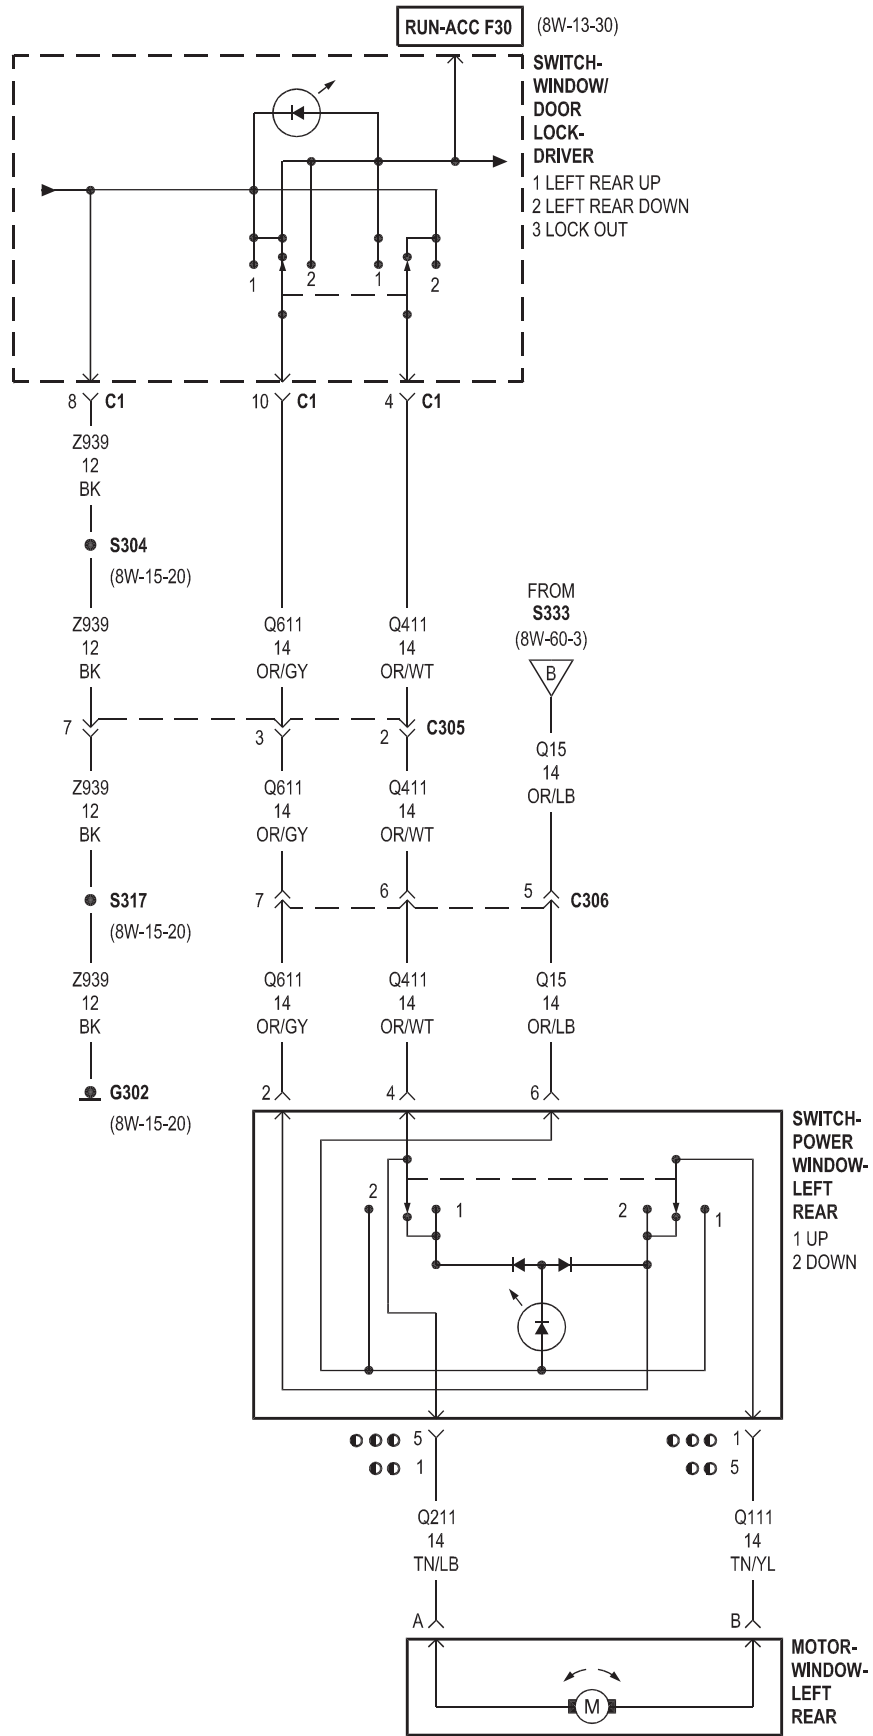 RUN-ACC F30 (8W-13-30)
SWITCH-
WINDOW/
DOOR
LOCK-
DRIVER
1 LEFT REAR UP
2 LEFT REAR DOWN
3 LOCK OUT
1 2 1 2
8 C1 10 C1 4 C1
Z939
12
BK
S304
(8W-15-20)
FROM
S333
(8W-60-3)
B
Z939 Q611 Q411
12 14 14
BK OR/GY OR/WT
7 3 2 C305
Q15
14
OR/LB
Z939 Q611 Q411
12 14 14
BK OR/GY OR/WT
S317
(8W-15-20)
7 6 5 C306
Z939 Q611 Q411 Q15
12 14 14 14
BK OR/GY OR/WT OR/LB
G302
(8W-15-20)
2 4 6
SWITCH-
POWER
WINDOW-
LEFT
REAR
1 UP
2 DOWN
2 1 2 1
5 1
1 5
Q211 Q111
14 14
TN/LB TN/YL
A B
MOTOR-
WINDOW-
LEFT
REAR
M